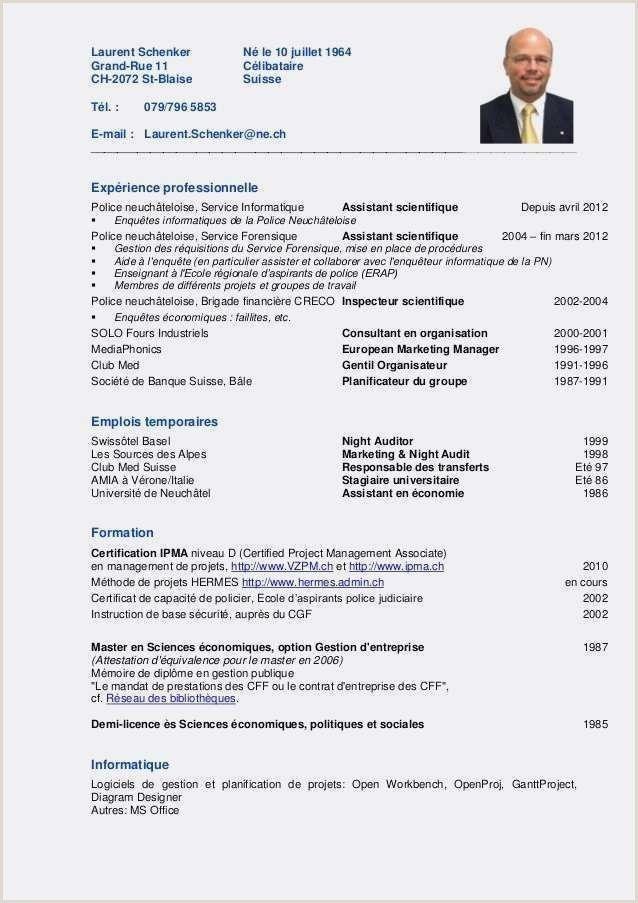 Laurent Schenker Né le 10 juillet 1964
Grand-Rue 11 Célibataire
CH-2072 St-Blaise Suisse
Tél. : 079/796 5853
E-mail : Laurent.Schenker@ne.ch
Expérience professionnelle
Police neuchâteloise, Service Informatique Assistant scientifique Depuis avril 2012
▪ Enquêtes informatiques de la Police Neuchâteloise
Police neuchâteloise, Service Forensique Assistant scientifique 2004 – fin mars 2012
▪ Gestion des réquisitions du Service Forensique, mise en place de procédures
▪ Aide à l'enquête (en particulier assister et collaborer avec l'enquêteur informatique de la PN)
▪ Enseignant à l'Ecole régionale d'aspirants de police (ERAP)
▪ Membres de différents projets et groupes de travail
Police neuchâteloise, Brigade financière CRECO Inspecteur scientifique 2002-2004
▪ Enquêtes économiques : faillites, etc.
SOLO Fours Industriels Consultant en organisation 2000-2001
MediaPhonics European Marketing Manager 1996-1997
Club Med Gentil Organisateur 1991-1996
Société de Banque Suisse, Bâle Planificateur du groupe 1987-1991
Emplois temporaires
Swissôtel Basel Night Auditor 1999
Les Sources des Alpes Marketing & Night Audit 1998
Club Med Suisse Responsable des transferts Eté 97
AMIA à Vérone/Italie Stagiaire universitaire Eté 86
Université de Neuchâtel Assistant en économie 1986
Formation
Certification IPMA niveau D (Certified Project Management Associate)
en management de projets, http://www.VZPM.ch et http://www.ipma.ch 2010
Méthode de projets HERMES http://www.hermes.admin.ch en cours
Certificat de capacité de policier, Ecole d'aspirants police judiciaire 2002
Instruction de base sécurité, auprès du CGF 2002
Master en Sciences économiques, option Gestion d'entreprise 1987
(Attestation d'équivalence pour le master en 2006)
Mémoire de diplôme en gestion publique
"Le mandat de prestations des CFF ou le contrat d'entreprise des CFF",
cf. Réseau des bibliothèques.
Demi-licence ès Sciences économiques, politiques et sociales 1985
Informatique
Logiciels de gestion et planification de projets: Open Workbench, OpenProj, GanttProject,
Diagram Designer
Autres: MS Office